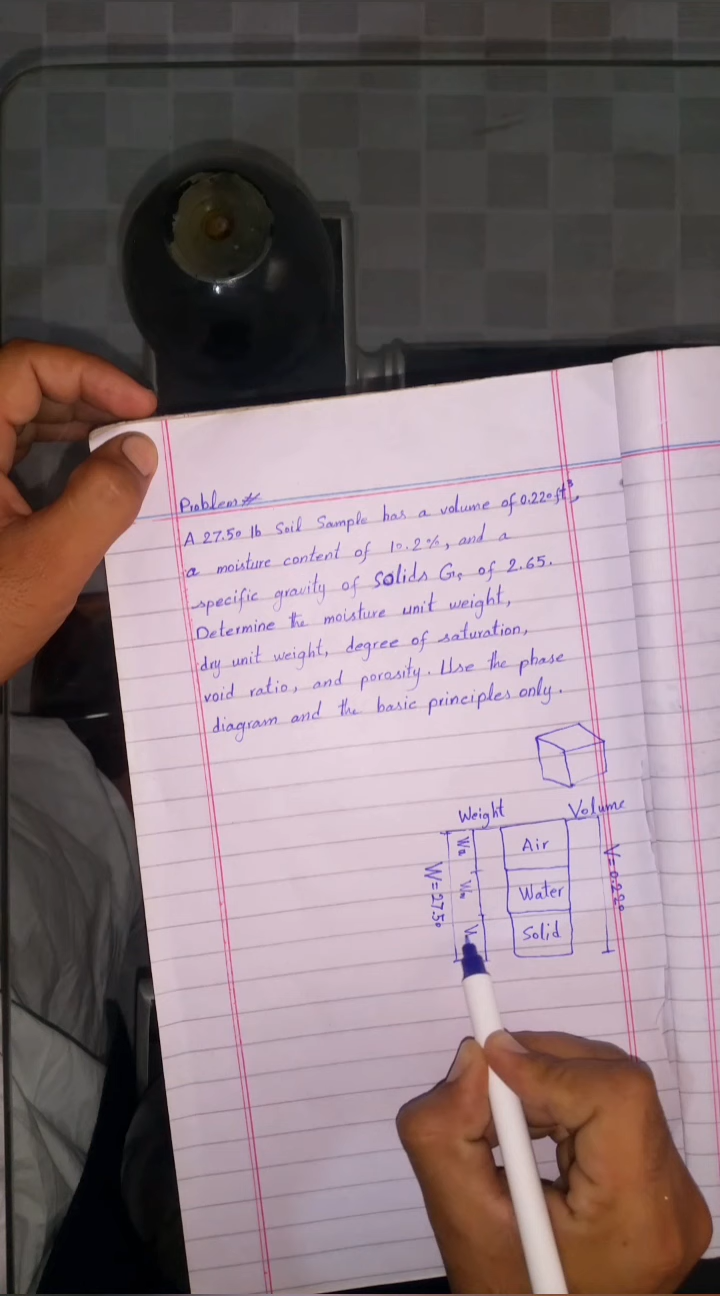 Problem #
A 27.50 lb Soil Sample has a volume of 0.220 ft³,
a moisture content of 10.2%, and a
specific gravity of solids Gs of 2.65.
Determine the moisture unit weight,
dry unit weight, degree of saturation,
void ratio, and porosity. Use the phase
diagram and the basic principles only.
Weight Volume
Air
Water
Solid
W=27.50
V=0.220